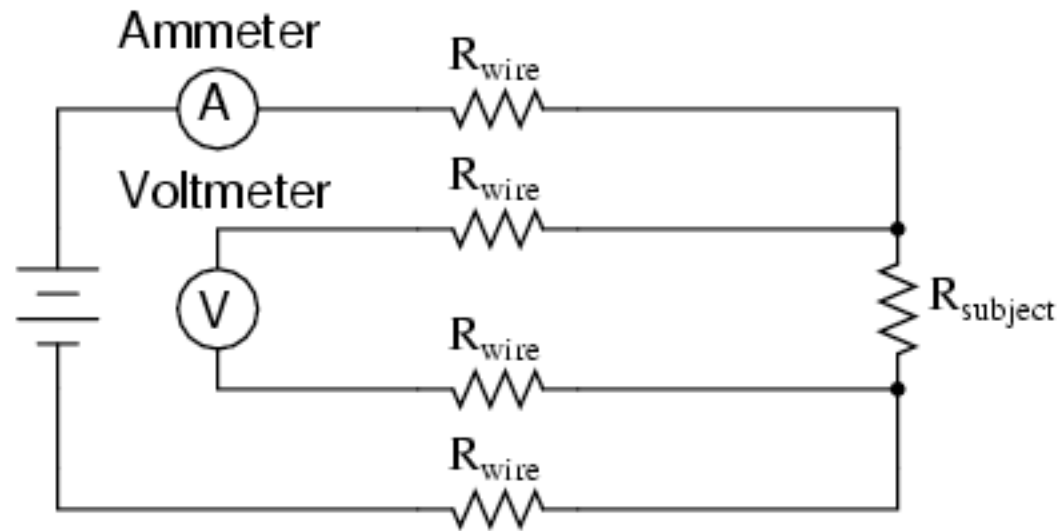 Ammeter
Rwire
A
Rwire
Voltmeter
V
Rsubject
Rwire
Rwire